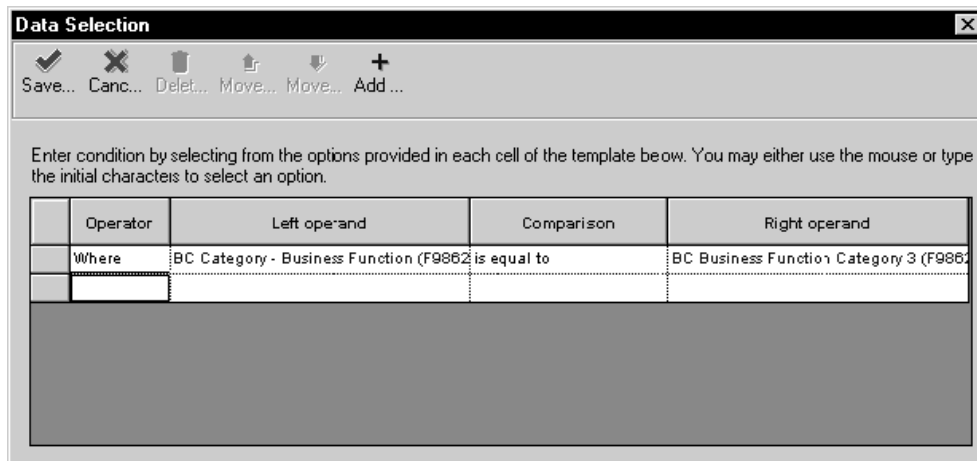 Data Selection
Save... Canc... Delet... Move... Move... Add ...
Enter condition by selecting from the options provided in each cell of the template be ow. You may either use the mouse or type
the initial characters to select an option.
Operator Left operand Comparison Right operand
Where BC Category - Business Function (F9862 is equal to BC Business Function Category 3 (F9862